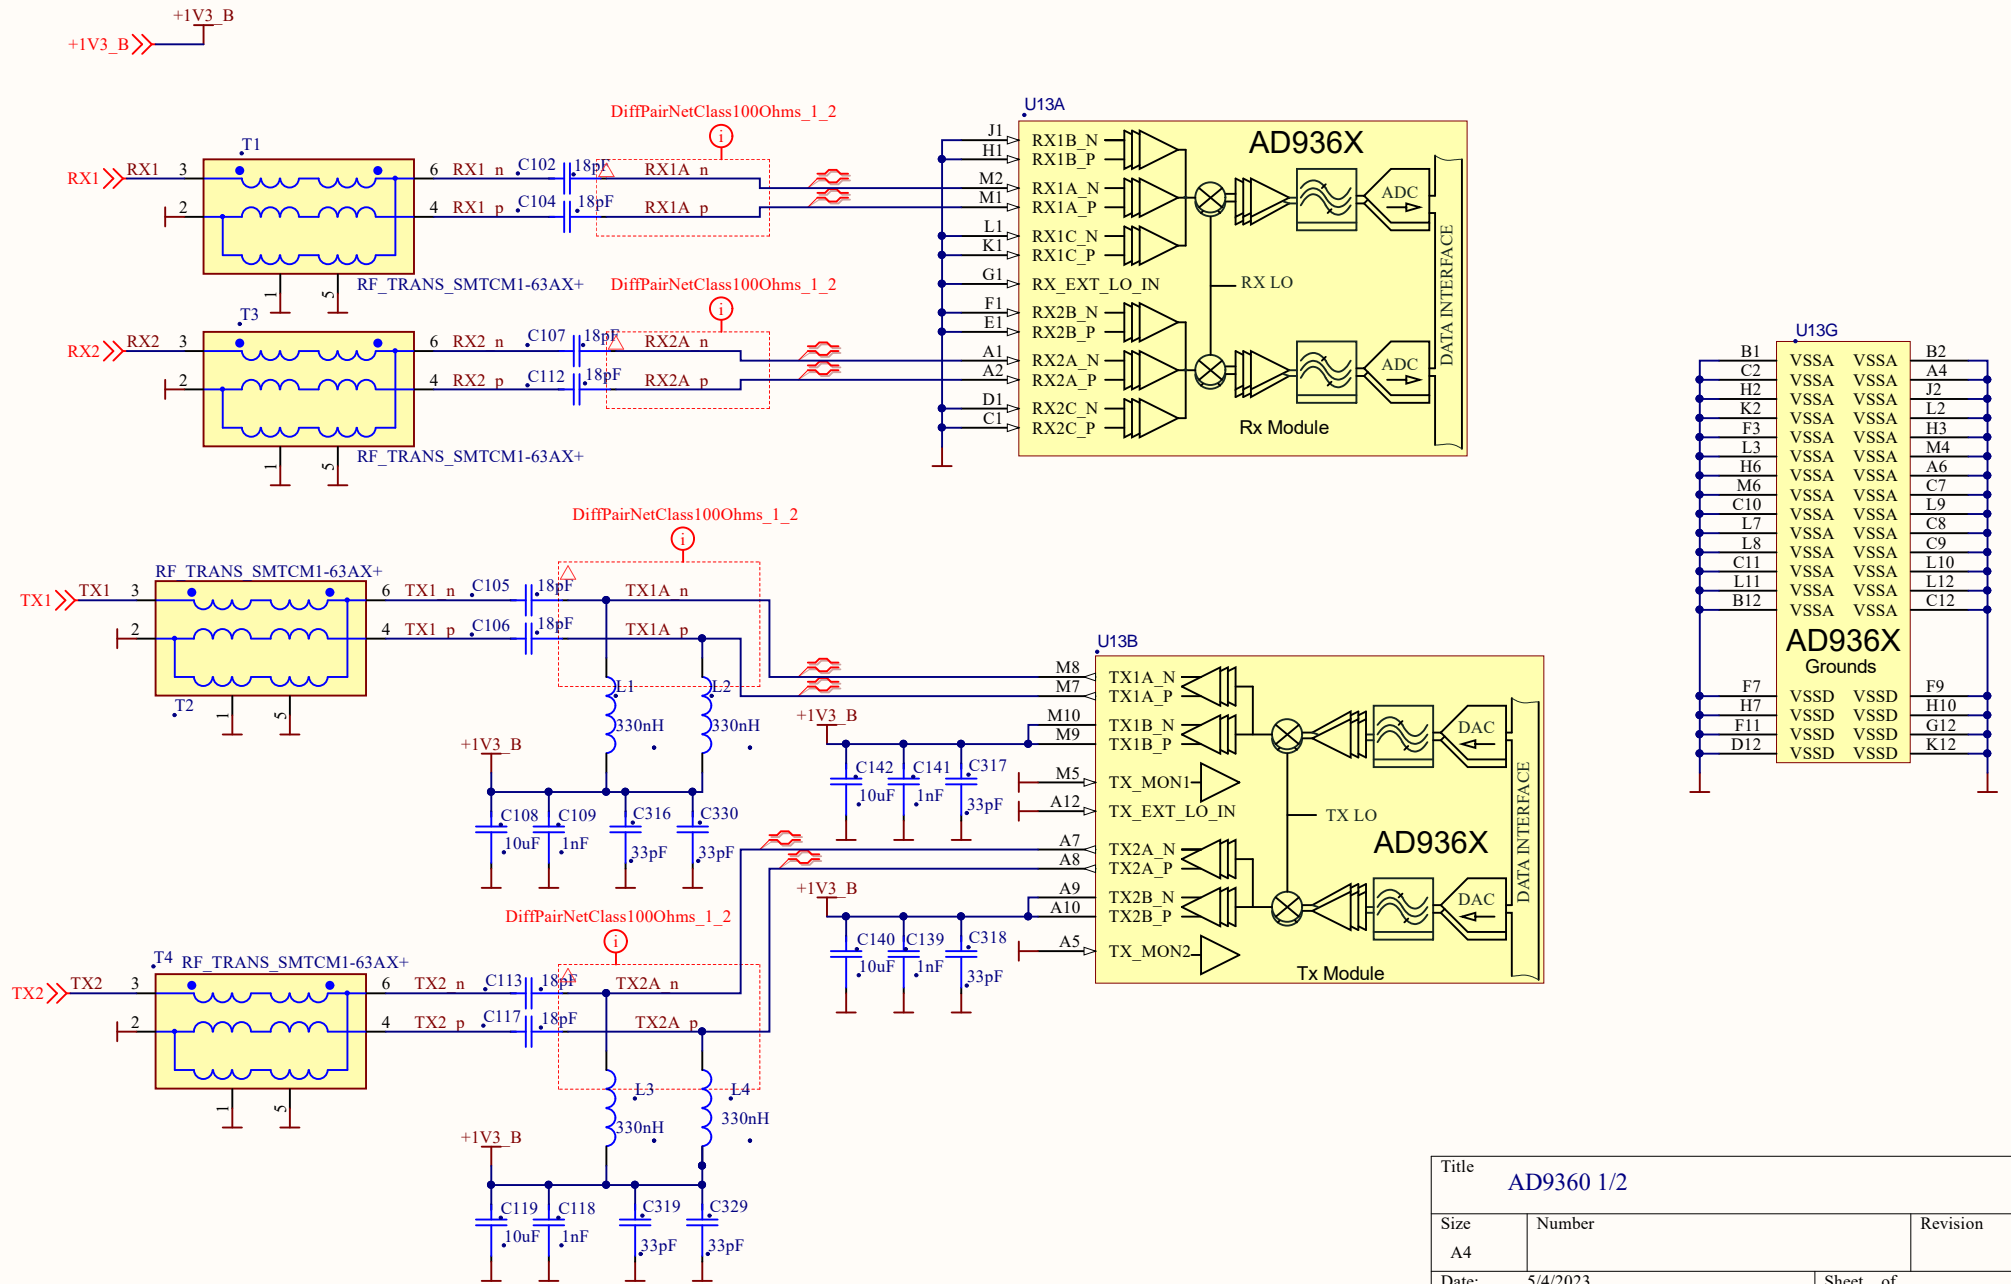 +1V3_B
+1V3_B
DiffPairNetClass100Ohms_1_2
i
T1
RX1
RX1
3
2
6
4
1
5
RX1_n
RX1_p
C102
18pF
C104
18pF
RX1A_n
RX1A_p
RF_TRANS_SMTCM1-63AX+
DiffPairNetClass100Ohms_1_2
i
T3
RX2
RX2
3
2
6
4
1
5
RX2_n
RX2_p
C107
18pF
C112
18pF
RX2A_n
RX2A_p
RF_TRANS_SMTCM1-63AX+
U13A
AD936X
J1 RX1B_N
H1 RX1B_P
M2 RX1A_N
M1 RX1A_P
L1 RX1C_N
K1 RX1C_P
G1 RX_EXT_LO_IN
F1 RX2B_N
E1 RX2B_P
A1 RX2A_N
A2 RX2A_P
D1 RX2C_N
C1 RX2C_P
RX LO
ADC
ADC
DATA INTERFACE
Rx Module
U13G
B1 VSSA VSSA B2
C2 VSSA VSSA A4
H2 VSSA VSSA J2
K2 VSSA VSSA L2
F3 VSSA VSSA H3
L3 VSSA VSSA M4
H6 VSSA VSSA A6
M6 VSSA VSSA C7
C10 VSSA VSSA L9
L7 VSSA VSSA C8
L8 VSSA VSSA C9
C11 VSSA VSSA L10
L11 VSSA VSSA L12
B12 VSSA VSSA C12
AD936X
Grounds
F7 VSSD VSSD F9
H7 VSSD VSSD H10
F11 VSSD VSSD G12
D12 VSSD VSSD K12
DiffPairNetClass100Ohms_1_2
i
RF_TRANS_SMTCM1-63AX+
TX1
TX1
3
2
6
4
T2
1
5
TX1_n
TX1_p
C105
18pF
C106
18pF
TX1A_n
TX1A_p
L1
330nH
L2
330nH
+1V3_B
C108
10uF
C109
1nF
C316
33pF
C330
33pF
+1V3_B
C142
10uF
C141
1nF
C317
33pF
U13B
M8 TX1A_N
M7 TX1A_P
M10 TX1B_N
M9 TX1B_P
M5 TX_MON1
A12 TX_EXT_LO_IN
A7 TX2A_N
A8 TX2A_P
A9 TX2B_N
A10 TX2B_P
A5 TX_MON2
TX LO
AD936X
DAC
DAC
DATA INTERFACE
Tx Module
+1V3_B
C140
10uF
C139
1nF
C318
33pF
DiffPairNetClass100Ohms_1_2
i
T4
RF_TRANS_SMTCM1-63AX+
TX2
TX2
3
2
6
4
1
5
TX2_n
TX2_p
C113
18pF
C117
18pF
TX2A_n
TX2A_p
L3
330nH
L4
330nH
+1V3_B
C119
10uF
C118
1nF
C319
33pF
C329
33pF
Title
AD9360 1/2
Size
Number
Revision
A4
Date:
5/4/2023
Sheet of